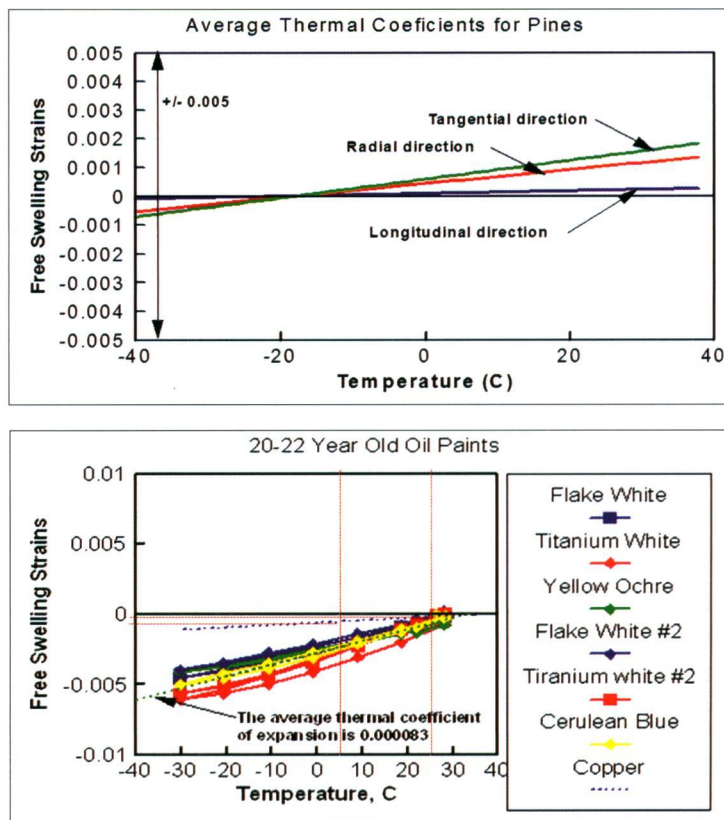 Average Thermal Coeficients for Pines
Free Swelling Strains
0.005
0.004
0.003
0.002
0.001
0
-0.001
-0.002
-0.003
-0.004
-0.005
+/- 0.005
Tangential direction
Radial direction
Longitudinal direction
-40
-20
0
20
40
Temperature (C)
20-22 Year Old Oil Paints
Free Swelling Strains
0.01
0.005
0
-0.005
-0.01
The average thermal coefficient
of expansion is 0.000083
-40 -30 -20 -10 0 10 20 30 40
Temperature, C
Flake White
Titanium White
Yellow Ochre
Flake White #2
Tiranium white #2
Cerulean Blue
Copper